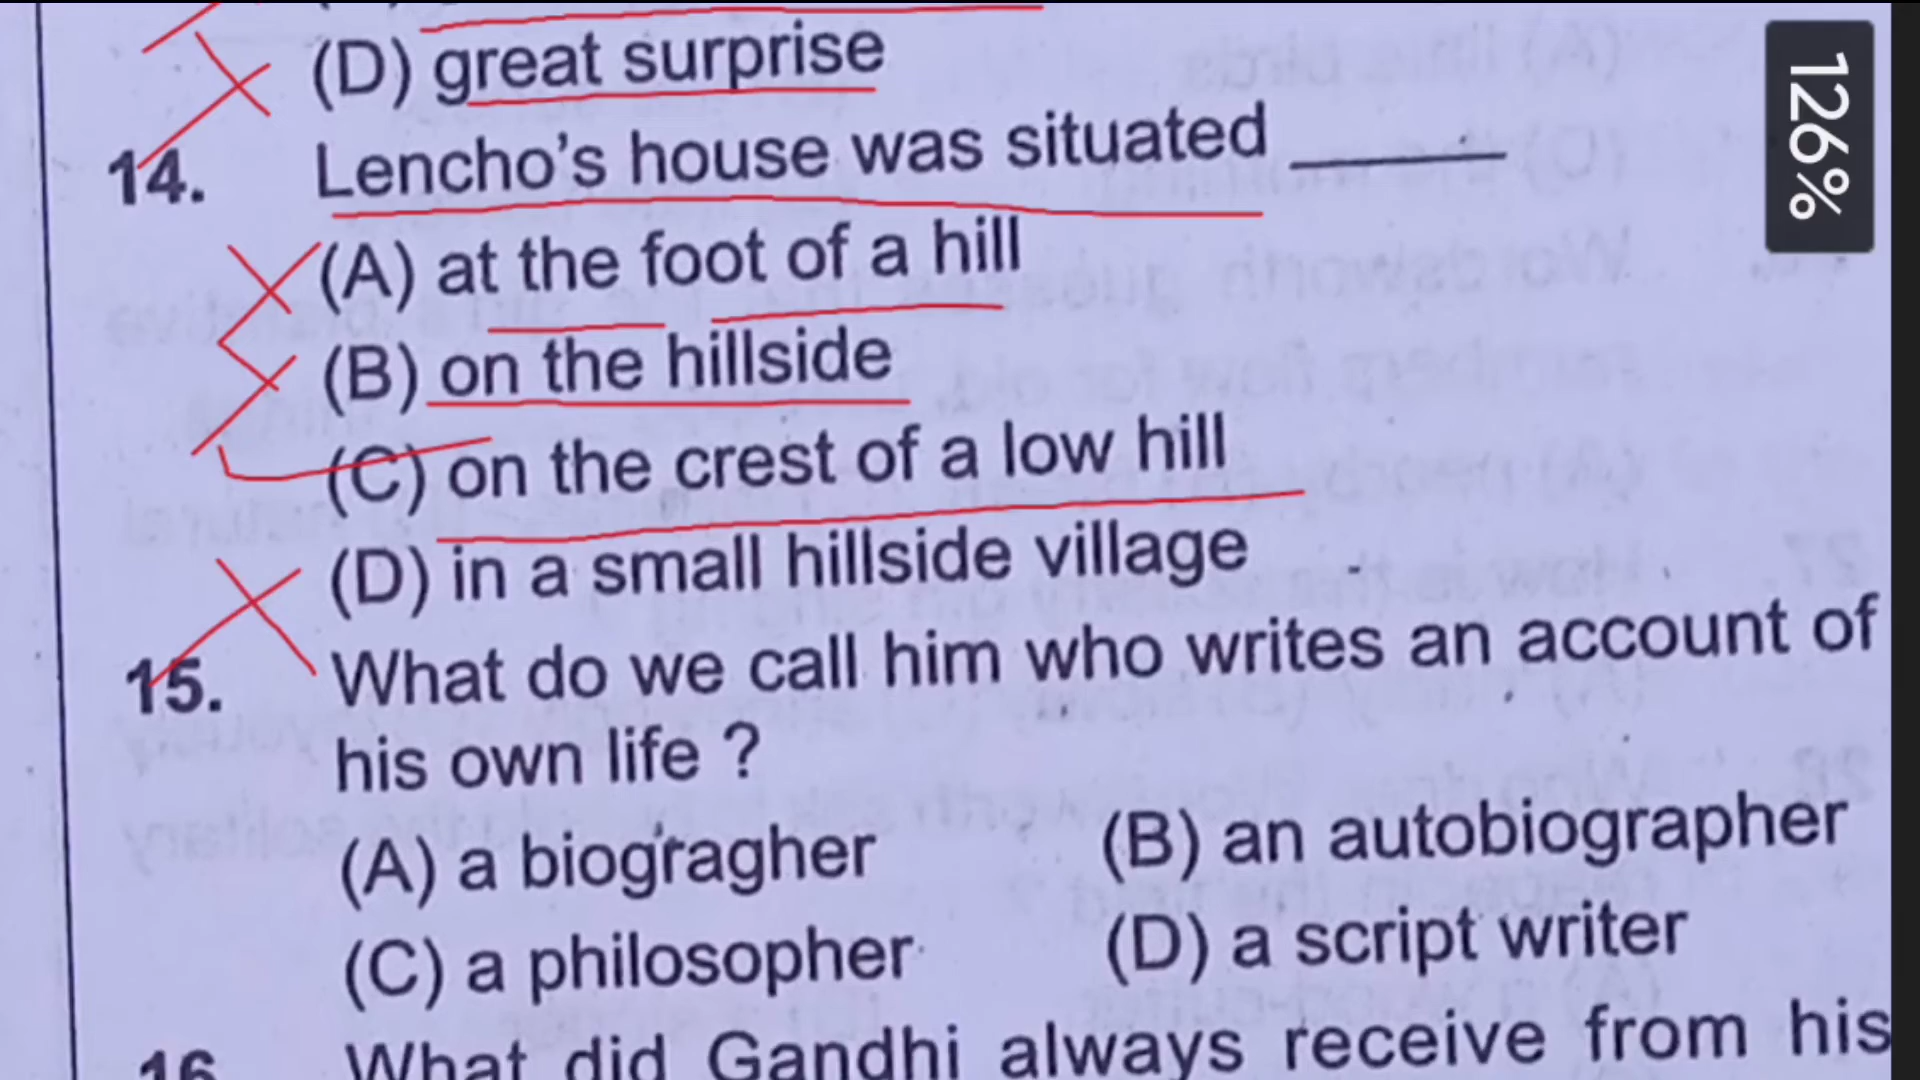 (D) great surprise
14. Lencho's house was situated ______
(A) at the foot of a hill
(B) on the hillside
(C) on the crest of a low hill
(D) in a small hillside village
15. What do we call him who writes an account of
his own life ?
(A) a biogragher (B) an autobiographer
(C) a philosopher (D) a script writer
16. What did Gandhi always receive from his
126%